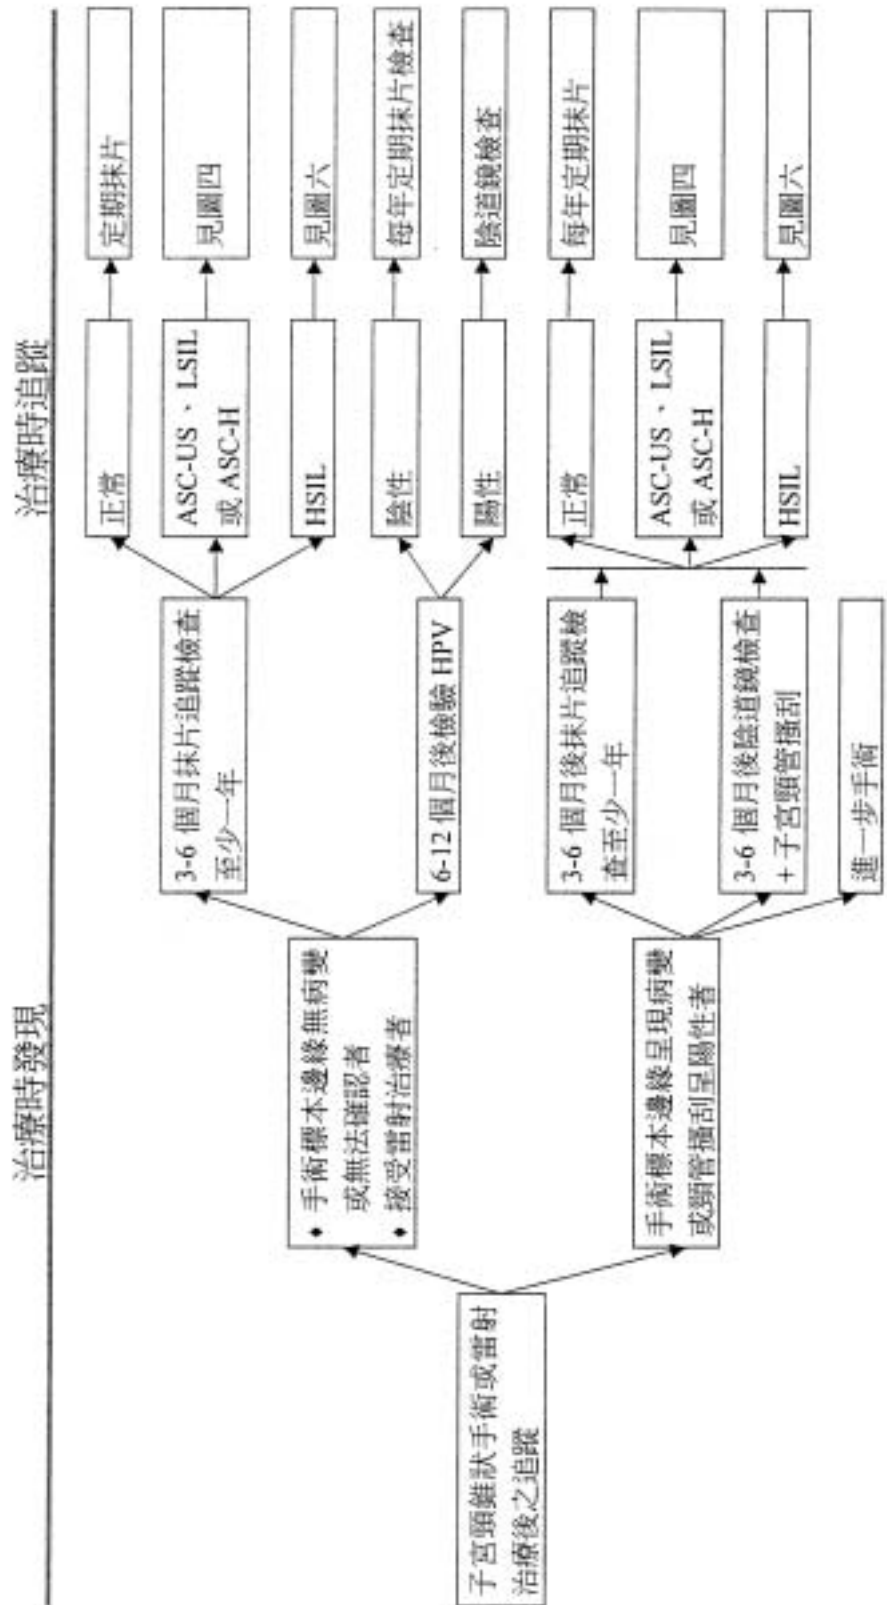 治療時發現
治療時追蹤
子宮頸錐狀手術或雷射
治療後之追蹤
♦ 手術標本邊緣無病變
或無法確認者
♦ 接受雷射治療者
手術標本邊緣呈現病變
或頸管搔刮呈陽性者
3-6 個月抹片追蹤檢查
至少一年
6-12 個月後檢驗 HPV
3-6 個月後抹片追蹤檢
查至少一年
3-6 個月後陰道鏡檢查
+ 子宮頸管搔刮
進一步手術
正常
ASC-US、LSIL
或 ASC-H
HSIL
陰性
陽性
正常
ASC-US、LSIL
或 ASC-H
HSIL
定期抹片
見圖四
見圖六
每年定期抹片檢查
陰道鏡檢查
每年定期抹片
見圖四
見圖六